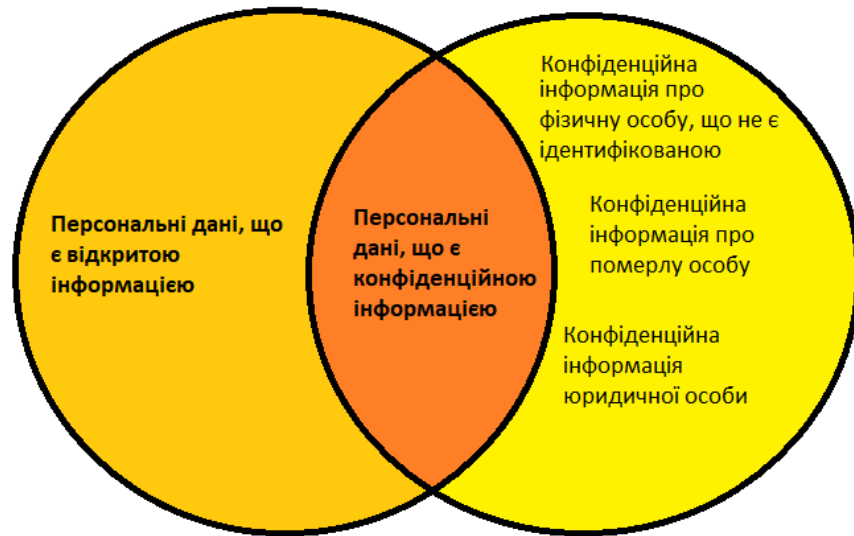 Персональні дані, що
є відкритою
інформацією
Персональні
дані, що є
конфіденційною
інформацією
Конфіденційна
інформація про
фізичну особу, що не є
ідентифікованою
Конфіденційна
інформація про
померлу особу
Конфіденційна
інформація
юридичної особи